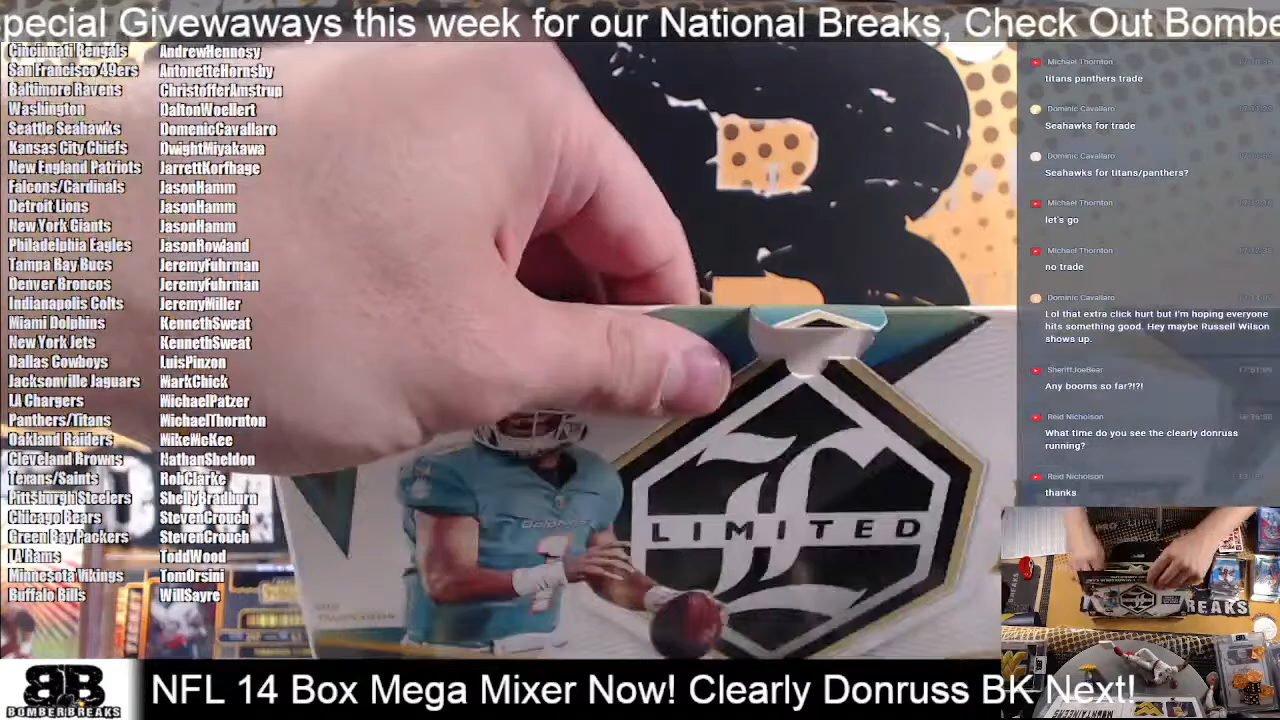 pecial Givewaways this week for our National Breaks, Check Out Bombe
Cincinnati Bengals AndrewHennosy
San Francisco 49ers AntonetteHornsby
Baltimore Ravens ChristofferAmstrup
Washington DaltonWoellert
Seattle Seahawks DomenicCavallaro
Kansas City Chiefs DwightMiyakawa
New England Patriots JarrettKorfhage
Falcons/Cardinals JasonHamm
Detroit Lions JasonHamm
New York Giants JasonHamm
Philadelphia Eagles JasonRowland
Tampa Bay Bucs JeremyFuhrman
Denver Broncos JeremyFuhrman
Indianapolis Colts JeremyMiller
Miami Dolphins KennethSweat
New York Jets KennethSweat
Dallas Cowboys LuisPinzon
Jacksonville Jaguars MarkChick
LA Chargers MichaelPatzer
Panthers/Titans MichaelThornton
Oakland Raiders MikeMcKee
Cleveland Browns NathanSheldon
Texans/Saints RobClarke
Pittsburgh Steelers ShellyBradburn
Chicago Bears StevenCrouch
Green Bay Packers StevenCrouch
LA Rams ToddWood
Minnesota Vikings TomOrsini
Buffalo Bills WillSayre
Michael Thornton
titans panthers trade
Dominic Cavallaro
Seahawks for trade
Dominic Cavallaro
Seahawks for titans/panthers?
Michael Thornton
let's go
Michael Thornton
no trade
Dominic Cavallaro
Lol that extra click hurt but I'm hoping everyone
hits something good. Hey maybe Russell Wilson
shows up.
SheriffJoeBear
Any booms so far?!?!
Reid Nicholson
What time do you see the clearly donruss
running?
Reid Nicholson
thanks
Dolphins
1
LIMITED
REAKS
BB
BOMBERBREAKS
NFL 14 Box Mega Mixer Now! Clearly Donruss BK Next!